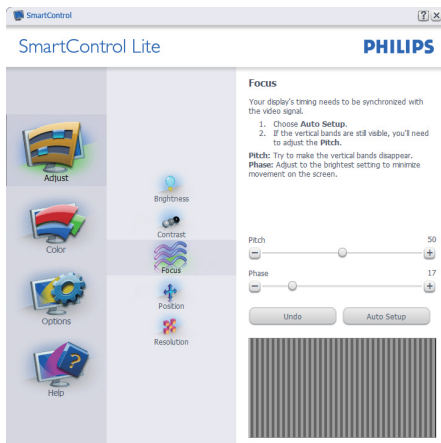 SmartControl
? x
SmartControl Lite
PHILIPS
Adjust
Color
Options
Help
Brightness
Contrast
Focus
Position
Resolution
Focus
Your display's timing needs to be synchronized with
the video signal.
1. Choose Auto Setup.
2. If the vertical bands are still visible, you'll need
to adjust the Pitch.
Pitch: Try to make the vertical bands disappear.
Phase: Adjust to the brightest setting to minimize
movement on the screen.
Pitch 50
Phase 17
Undo Auto Setup